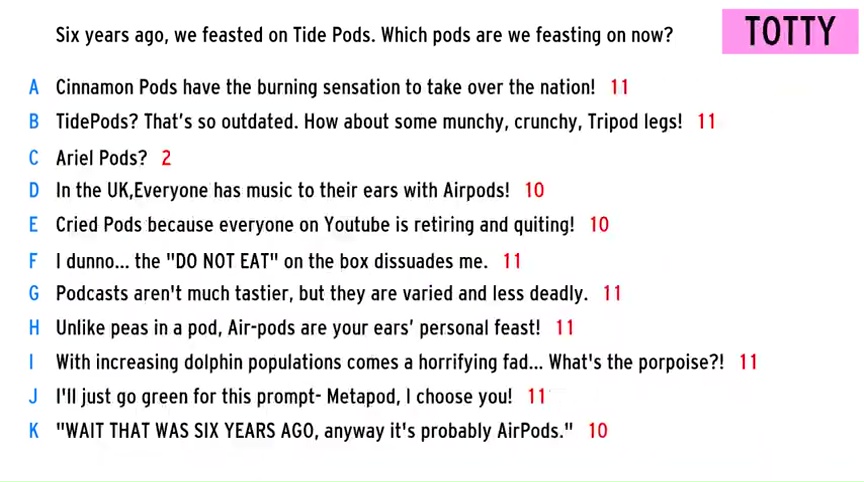 Six years ago, we feasted on Tide Pods. Which pods are we feasting on now?
TOTTY
A Cinnamon Pods have the burning sensation to take over the nation! 11
B TidePods? That's so outdated. How about some munchy, crunchy, Tripod legs! 11
C Ariel Pods? 2
D In the UK,Everyone has music to their ears with Airpods! 10
E Cried Pods because everyone on Youtube is retiring and quiting! 10
F I dunno... the "DO NOT EAT" on the box dissuades me. 11
G Podcasts aren't much tastier, but they are varied and less deadly. 11
H Unlike peas in a pod, Air-pods are your ears' personal feast! 11
I With increasing dolphin populations comes a horrifying fad... What's the porpoise?! 11
J I'll just go green for this prompt- Metapod, I choose you! 11
K "WAIT THAT WAS SIX YEARS AGO, anyway it's probably AirPods." 10